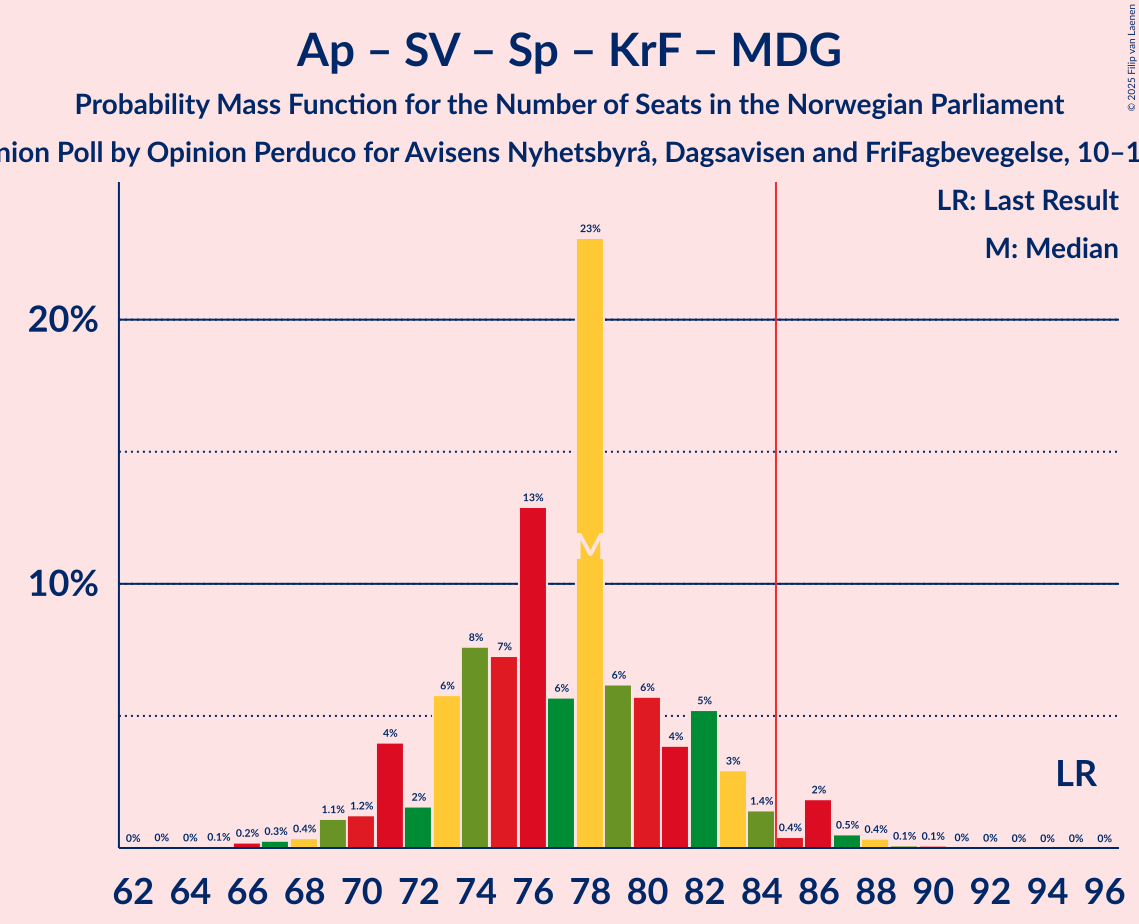 Ap – SV – Sp – KrF – MDG
Probability Mass Function for the Number of Seats in the Norwegian Parliament
nion Poll by Opinion Perduco for Avisens Nyhetsbyrå, Dagsavisen and FriFagbevegelse, 10–1
© 2025 Filip van Laenen
LR: Last Result
M: Median
20%
10%
0% 0% 0% 0.1% 0.2% 0.3% 0.4% 1.1% 1.2% 4% 2% 6% 8% 7% 13% 6% 23% 6% 6% 4% 5% 3% 1.4% 0.4% 2% 0.5% 0.4% 0.1% 0.1% 0% 0% 0% 0% 0% 0%
M
LR
62 64 66 68 70 72 74 76 78 80 82 84 86 88 90 92 94 96